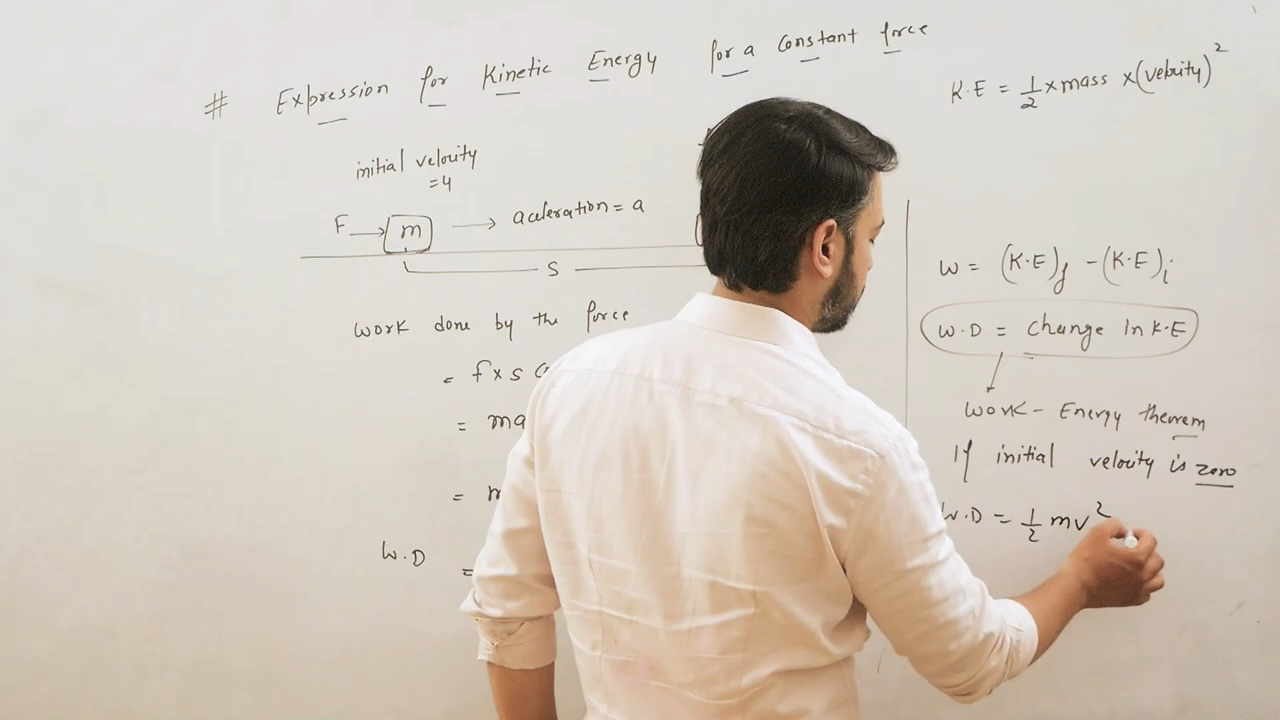 # Expression for Kinetic Energy for a constant force
K.E = 1/2 x mass x (velocity)²
initial velocity
= u
F → m → aceleration = a
S
work done by the force
= f x s
= ma
= m
W.D =
W = (K.E)f - (K.E)i
W.D = change in K.E
Work - Energy theorem
If initial velocity is zero
W.D = 1/2 mv²